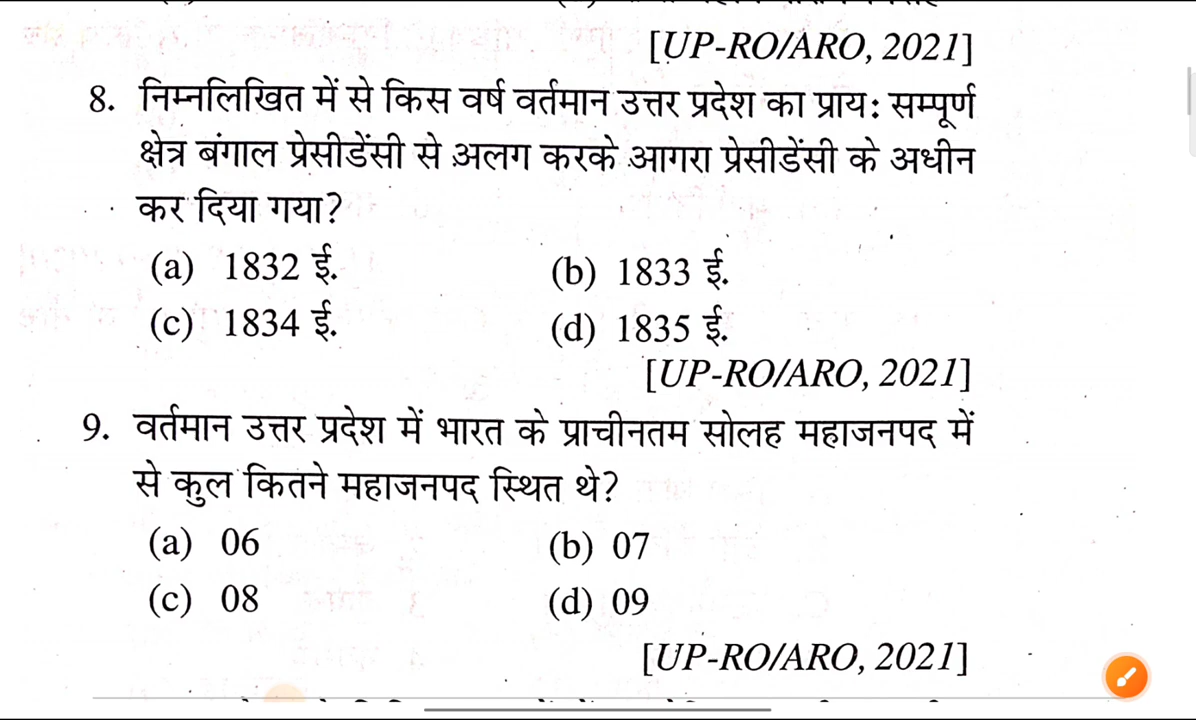 [UP-RO/ARO, 2021]
8. निम्नलिखित में से किस वर्ष वर्तमान उत्तर प्रदेश का प्रायः सम्पूर्ण
क्षेत्र बंगाल प्रेसीडेंसी से अलग करके आगरा प्रेसीडेंसी के अधीन
कर दिया गया?
(a) 1832 ई. (b) 1833 ई.
(c) 1834 ई. (d) 1835 ई.
[UP-RO/ARO, 2021]
9. वर्तमान उत्तर प्रदेश में भारत के प्राचीनतम सोलह महाजनपद में
से कुल कितने महाजनपद स्थित थे?
(a) 06 (b) 07
(c) 08 (d) 09
[UP-RO/ARO, 2021]